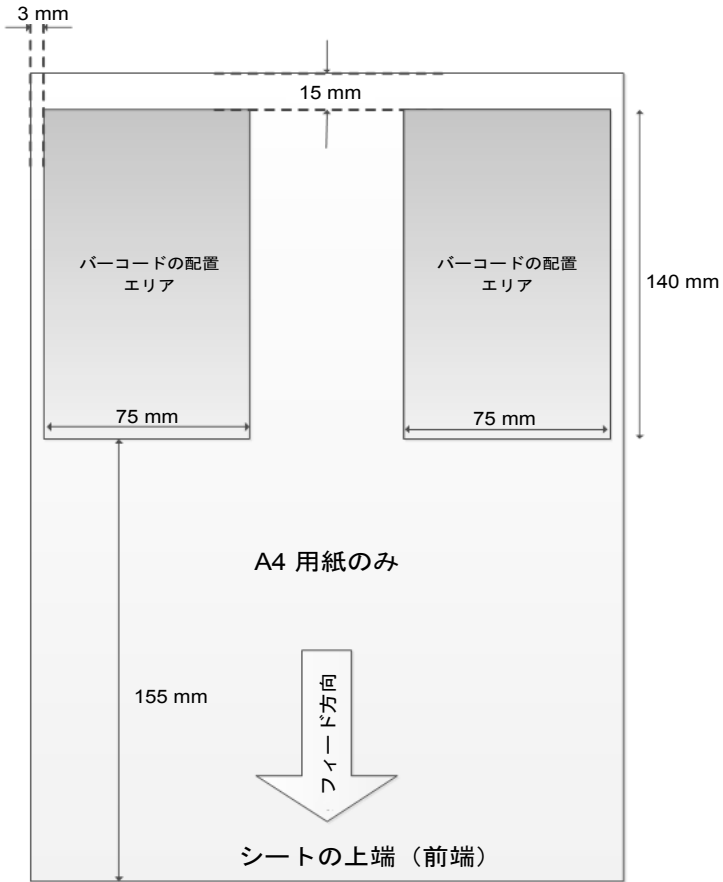 3 mm
15 mm
バーコードの配置
エリア
バーコードの配置
エリア
140 mm
75 mm
75 mm
A4 用紙のみ
155 mm
フィード方向
シートの上端（前端）